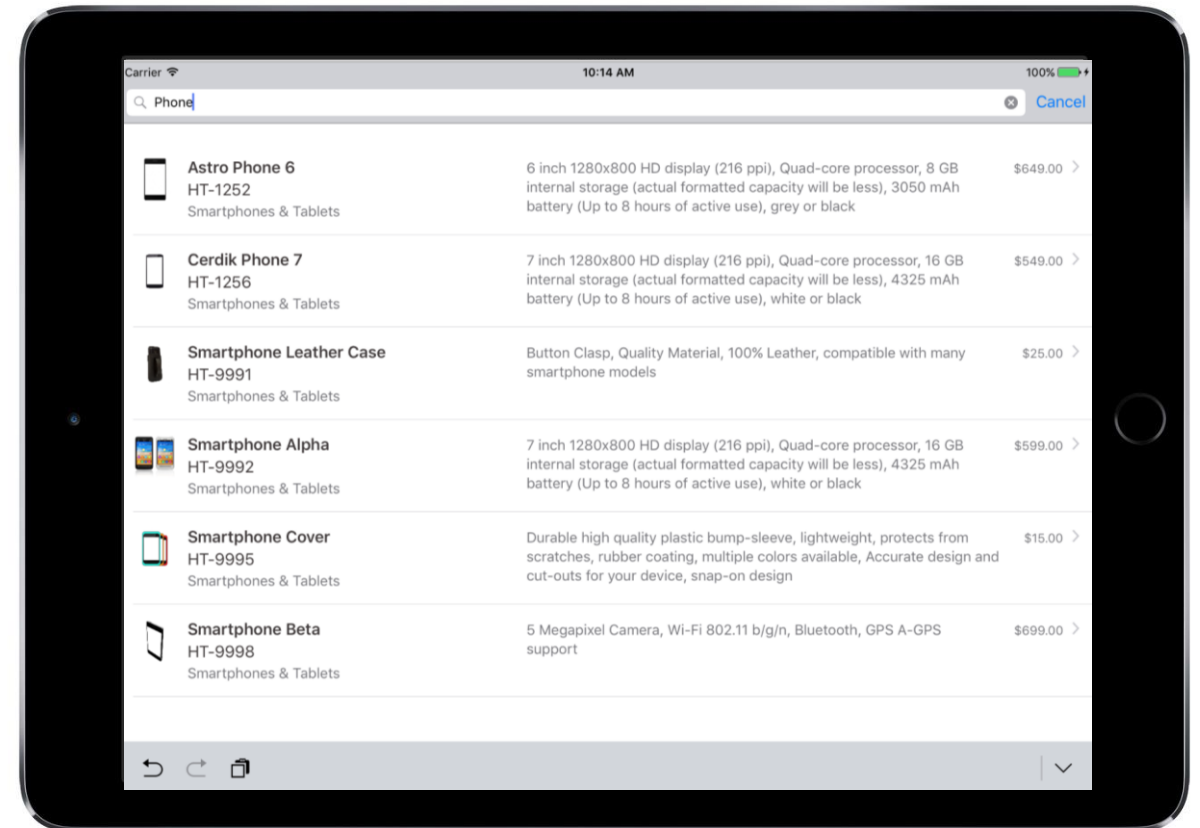 Carrier 10:14 AM 100%
Phone Cancel
Astro Phone 6
HT-1252
Smartphones & Tablets
6 inch 1280x800 HD display (216 ppi), Quad-core processor, 8 GB
internal storage (actual formatted capacity will be less), 3050 mAh
battery (Up to 8 hours of active use), grey or black
$649.00
Cerdik Phone 7
HT-1256
Smartphones & Tablets
7 inch 1280x800 HD display (216 ppi), Quad-core processor, 16 GB
internal storage (actual formatted capacity will be less), 4325 mAh
battery (Up to 8 hours of active use), white or black
$549.00
Smartphone Leather Case
HT-9991
Smartphones & Tablets
Button Clasp, Quality Material, 100% Leather, compatible with many
smartphone models
$25.00
Smartphone Alpha
HT-9992
Smartphones & Tablets
7 inch 1280x800 HD display (216 ppi), Quad-core processor, 16 GB
internal storage (actual formatted capacity will be less), 4325 mAh
battery (Up to 8 hours of active use), white or black
$599.00
Smartphone Cover
HT-9995
Smartphones & Tablets
Durable high quality plastic bump-sleeve, lightweight, protects from
scratches, rubber coating, multiple colors available, Accurate design and
cut-outs for your device, snap-on design
$15.00
Smartphone Beta
HT-9998
Smartphones & Tablets
5 Megapixel Camera, Wi-Fi 802.11 b/g/n, Bluetooth, GPS A-GPS
support
$699.00